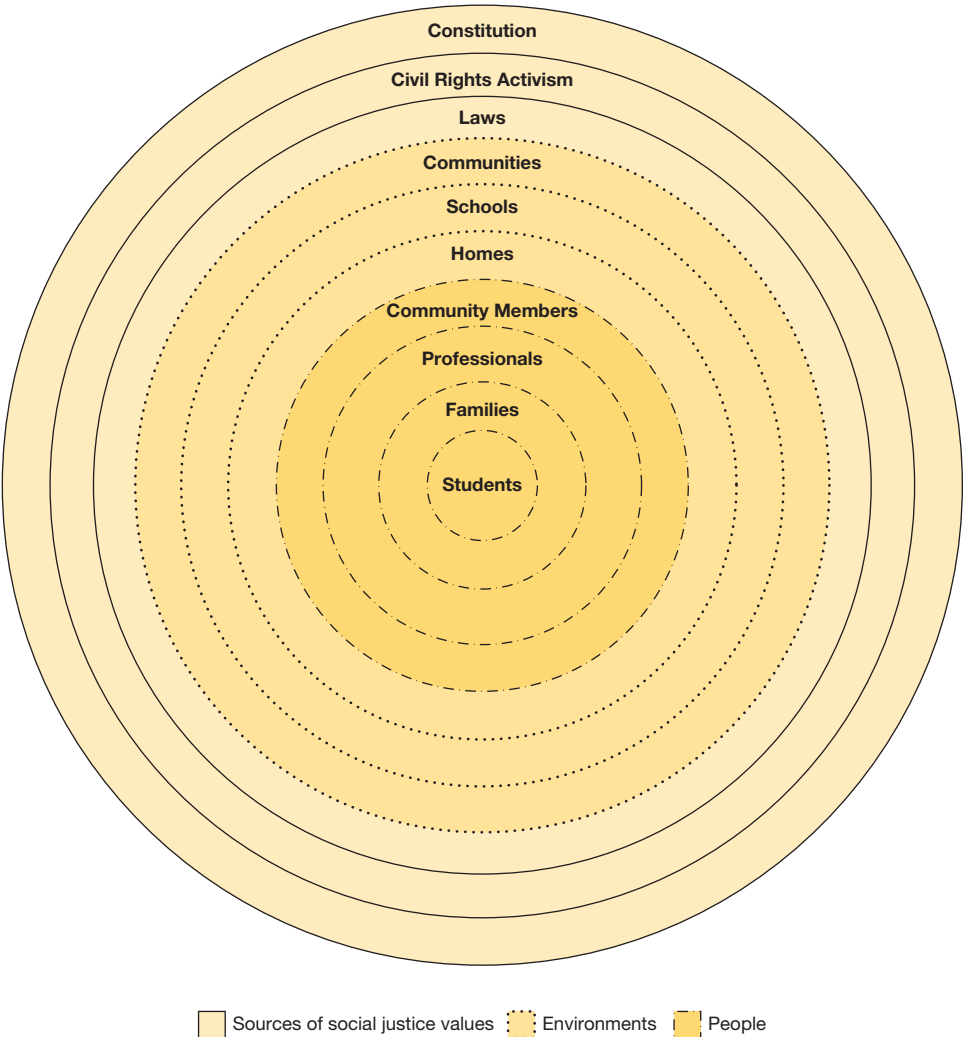 Constitution
Civil Rights Activism
Laws
Communities
Schools
Homes
Community Members
Professionals
Families
Students
Sources of social justice values Environments People